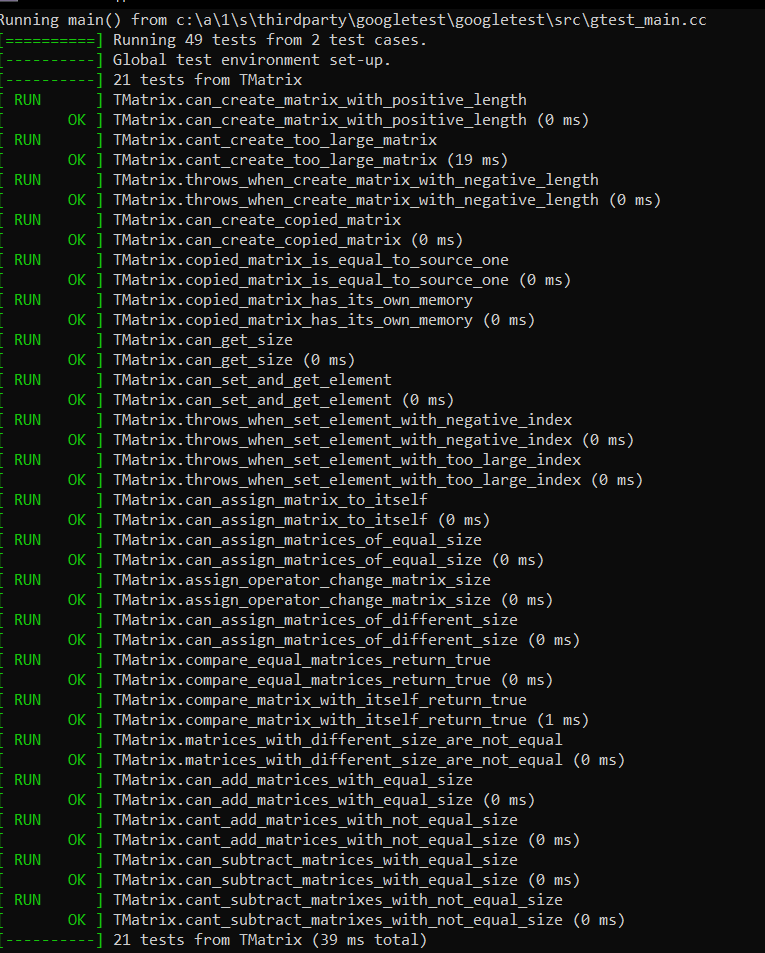 Running main() from c:\a\1\s\thirdparty\googletest\googletest\src\gtest_main.cc
[==========] Running 49 tests from 2 test cases.
[----------] Global test environment set-up.
[----------] 21 tests from TMatrix
[ RUN      ] TMatrix.can_create_matrix_with_positive_length
[       OK ] TMatrix.can_create_matrix_with_positive_length (0 ms)
[ RUN      ] TMatrix.cant_create_too_large_matrix
[       OK ] TMatrix.cant_create_too_large_matrix (19 ms)
[ RUN      ] TMatrix.throws_when_create_matrix_with_negative_length
[       OK ] TMatrix.throws_when_create_matrix_with_negative_length (0 ms)
[ RUN      ] TMatrix.can_create_copied_matrix
[       OK ] TMatrix.can_create_copied_matrix (0 ms)
[ RUN      ] TMatrix.copied_matrix_is_equal_to_source_one
[       OK ] TMatrix.copied_matrix_is_equal_to_source_one (0 ms)
[ RUN      ] TMatrix.copied_matrix_has_its_own_memory
[       OK ] TMatrix.copied_matrix_has_its_own_memory (0 ms)
[ RUN      ] TMatrix.can_get_size
[       OK ] TMatrix.can_get_size (0 ms)
[ RUN      ] TMatrix.can_set_and_get_element
[       OK ] TMatrix.can_set_and_get_element (0 ms)
[ RUN      ] TMatrix.throws_when_set_element_with_negative_index
[       OK ] TMatrix.throws_when_set_element_with_negative_index (0 ms)
[ RUN      ] TMatrix.throws_when_set_element_with_too_large_index
[       OK ] TMatrix.throws_when_set_element_with_too_large_index (0 ms)
[ RUN      ] TMatrix.can_assign_matrix_to_itself
[       OK ] TMatrix.can_assign_matrix_to_itself (0 ms)
[ RUN      ] TMatrix.can_assign_matrices_of_equal_size
[       OK ] TMatrix.can_assign_matrices_of_equal_size (0 ms)
[ RUN      ] TMatrix.assign_operator_change_matrix_size
[       OK ] TMatrix.assign_operator_change_matrix_size (0 ms)
[ RUN      ] TMatrix.can_assign_matrices_of_different_size
[       OK ] TMatrix.can_assign_matrices_of_different_size (0 ms)
[ RUN      ] TMatrix.compare_equal_matrices_return_true
[       OK ] TMatrix.compare_equal_matrices_return_true (0 ms)
[ RUN      ] TMatrix.compare_matrix_with_itself_return_true
[       OK ] TMatrix.compare_matrix_with_itself_return_true (1 ms)
[ RUN      ] TMatrix.matrices_with_different_size_are_not_equal
[       OK ] TMatrix.matrices_with_different_size_are_not_equal (0 ms)
[ RUN      ] TMatrix.can_add_matrices_with_equal_size
[       OK ] TMatrix.can_add_matrices_with_equal_size (0 ms)
[ RUN      ] TMatrix.cant_add_matrices_with_not_equal_size
[       OK ] TMatrix.cant_add_matrices_with_not_equal_size (0 ms)
[ RUN      ] TMatrix.can_subtract_matrices_with_equal_size
[       OK ] TMatrix.can_subtract_matrices_with_equal_size (0 ms)
[ RUN      ] TMatrix.cant_subtract_matrixes_with_not_equal_size
[       OK ] TMatrix.cant_subtract_matrixes_with_not_equal_size (0 ms)
[----------] 21 tests from TMatrix (39 ms total)